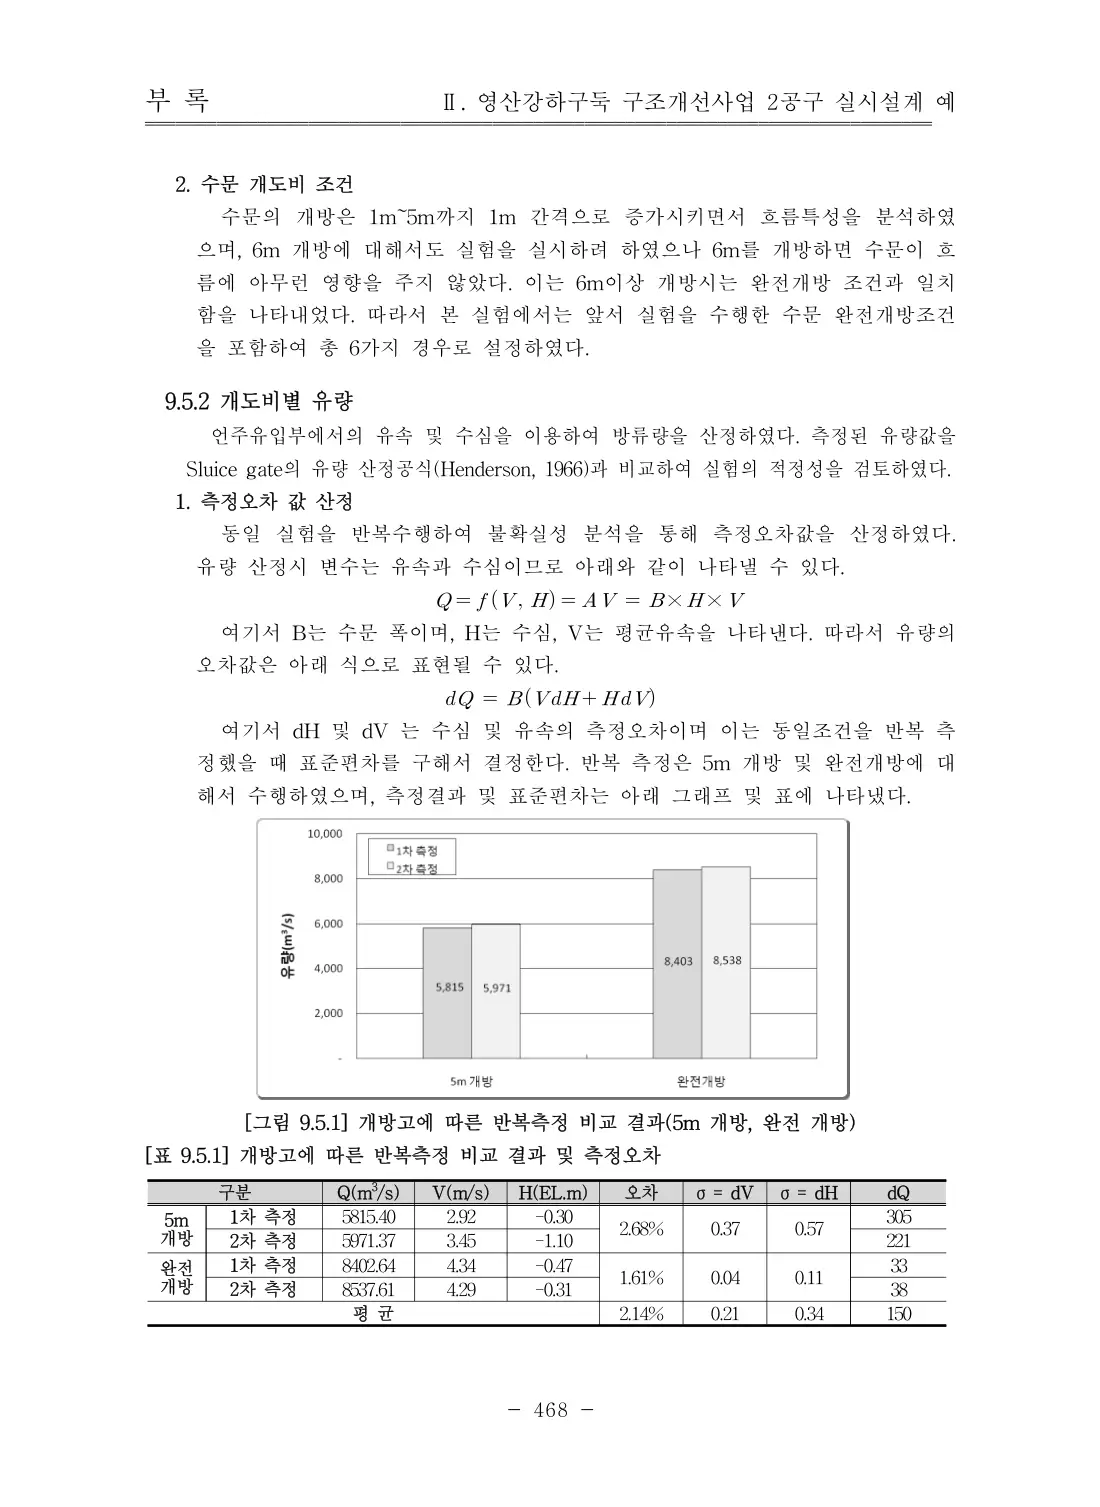 부 록
Ⅱ. 영산강하구둑 구조개선사업 2공구 실시설계 예
2. 수문 개도비 조건
수문의 개방은 1m~5m까지 1m 간격으로 증가시키면서 흐름특성을 분석하였
으며, 6m 개방에 대해서도 실험을 실시하려 하였으나 6m를 개방하면 수문이 흐
름에 아무런 영향을 주지 않았다. 이는 6m이상 개방시는 완전개방 조건과 일치
함을 나타내었다. 따라서 본 실험에서는 앞서 실험을 수행한 수문 완전개방조건
을 포함하여 총 6가지 경우로 설정하였다.
9.5.2 개도비별 유량
언주유입부에서의 유속 및 수심을 이용하여 방류량을 산정하였다. 측정된 유량값을
Sluice gate의 유량 산정공식(Henderson, 1966)과 비교하여 실험의 적정성을 검토하였다.
1. 측정오차 값 산정
동일 실험을 반복수행하여 불확실성 분석을 통해 측정오차값을 산정하였다.
유량 산정시 변수는 유속과 수심이므로 아래와 같이 나타낼 수 있다.
Q = f (V, H) = A V = B × H × V
여기서 B는 수문 폭이며, H는 수심, V는 평균유속을 나타낸다. 따라서 유량의
오차값은 아래 식으로 표현될 수 있다.
dQ = B(VdH + HdV)
여기서 dH 및 dV 는 수심 및 유속의 측정오차이며 이는 동일조건을 반복 측
정했을 때 표준편차를 구해서 결정한다. 반복 측정은 5m 개방 및 완전개방에 대
해서 수행하였으며, 측정결과 및 표준편차는 아래 그래프 및 표에 나타냈다.
유량(m³/s)
10,000
8,000
6,000
4,000
2,000
-
1차 측정
2차 측정
5,815 5,971
8,403 8,538
5m 개방 완전개방
[그림 9.5.1] 개방고에 따른 반복측정 비교 결과(5m 개방, 완전 개방)
[표 9.5.1] 개방고에 따른 반복측정 비교 결과 및 측정오차
구분 Q(m³/s) V(m/s) H(EL.m) 오차 σ = dV σ = dH dQ
5m 개방 1차 측정 5815.40 2.92 -0.30 2.68% 0.37 0.57 305
2차 측정 5971.37 3.45 -1.10 221
완전 개방 1차 측정 8402.64 4.34 -0.47 1.61% 0.04 0.11 33
2차 측정 8537.61 4.29 -0.31 38
평 균 2.14% 0.21 0.34 150
- 468 -